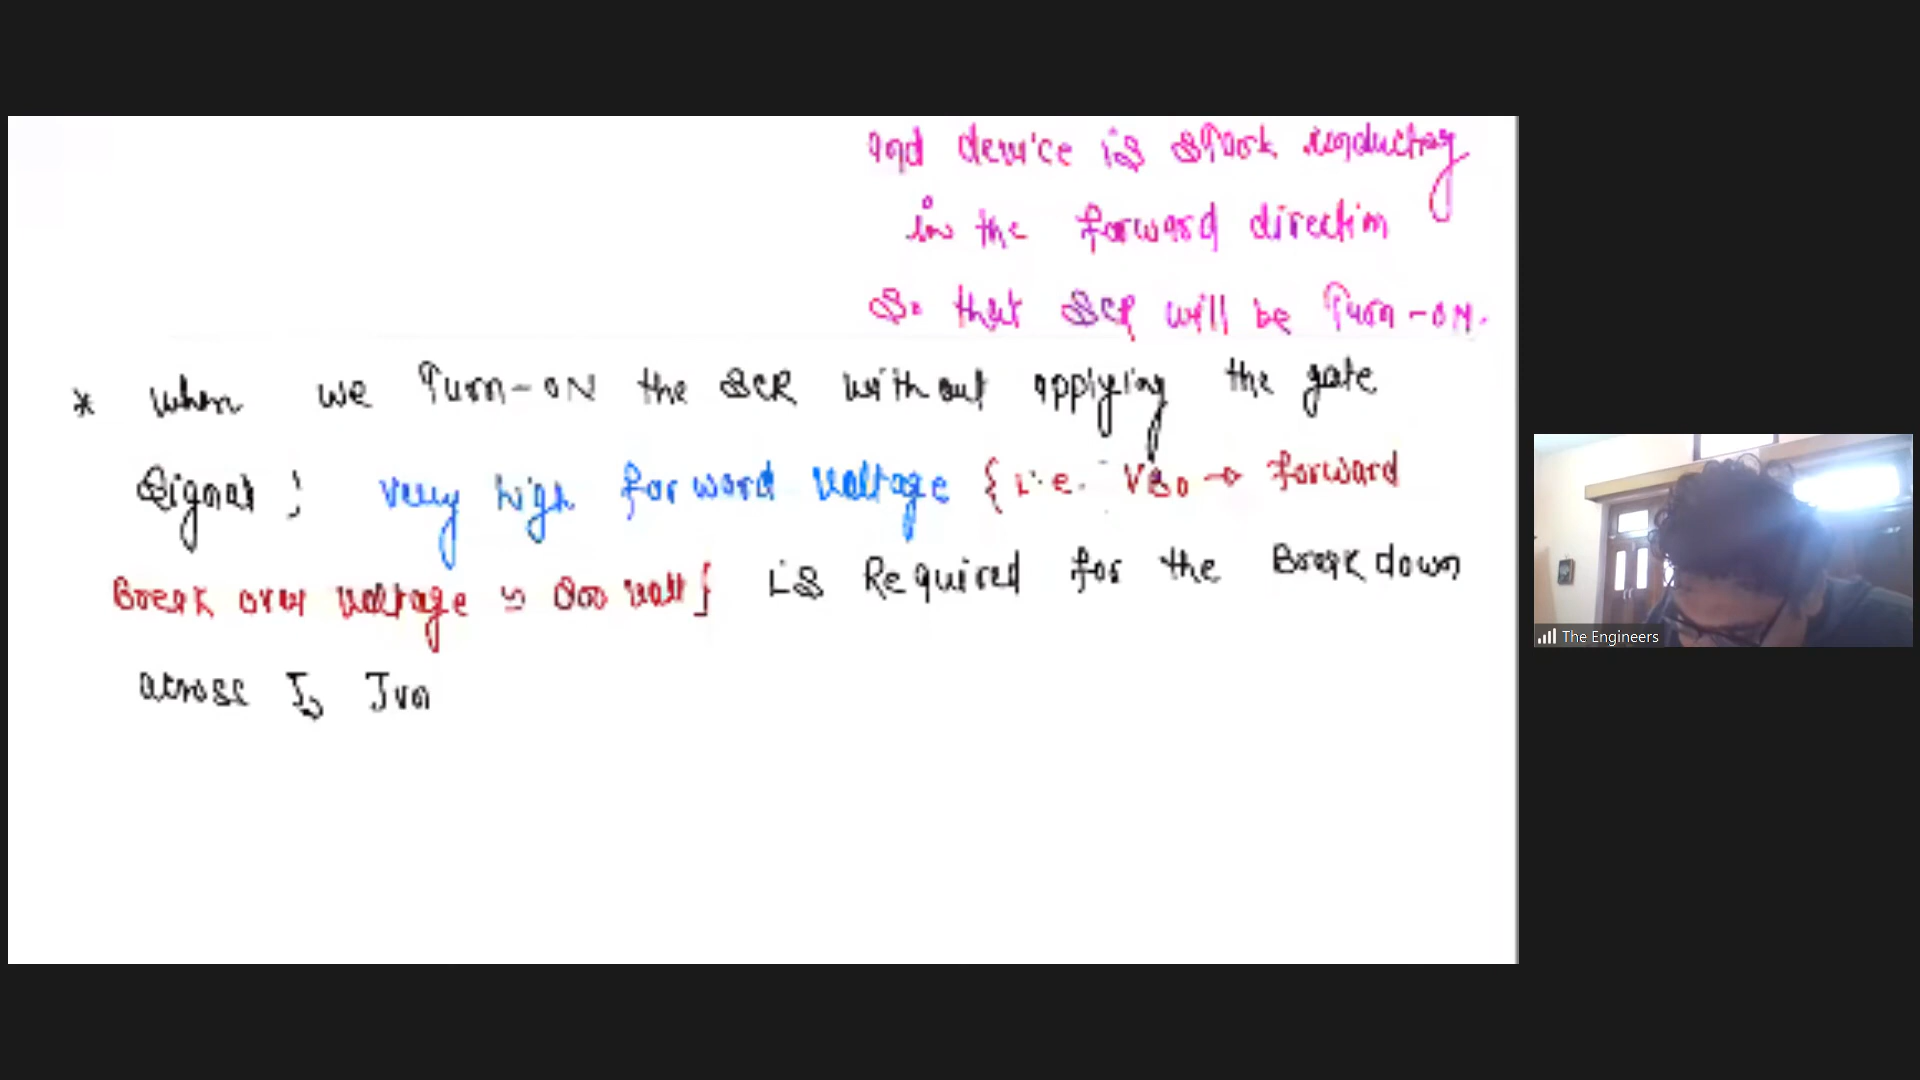 and device is start conducting
in the forward direction
So that SCR will be Turn-ON.
* when we Turn-ON the SCR without applying the gate
Signal ; very high forward voltage {i.e. VBO → forward
Break over voltage ≃ 800 volt} is Required for the Breakdown
across J2 Jun
The Engineers